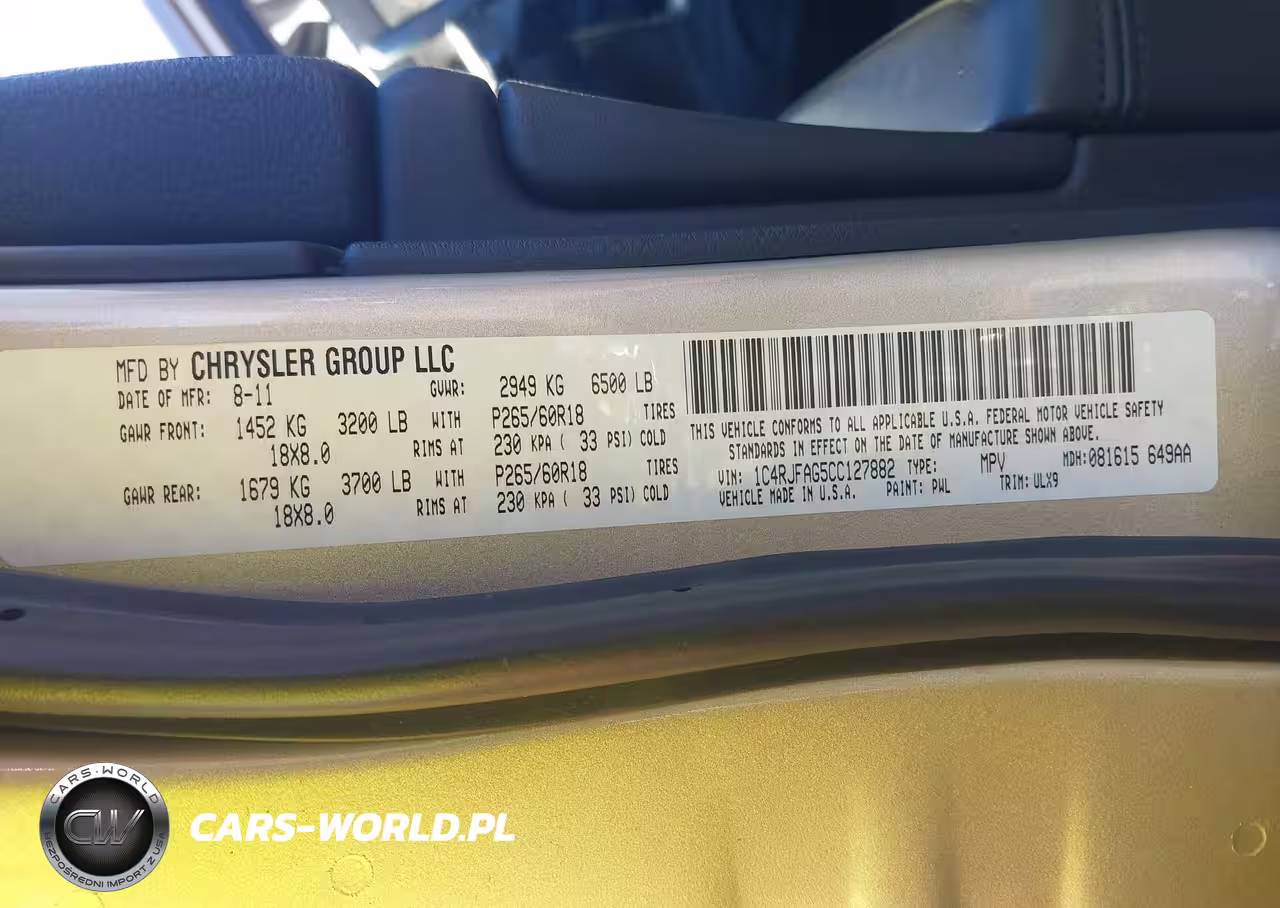 MFD BY CHRYSLER GROUP LLC
DATE OF MFR: 8-11 GVWR: 2949 KG 6500 LB
GAWR FRONT: 1452 KG 3200 LB WITH P265/60R18 TIRES
18X8.0 RIMS AT 230 KPA ( 33 PSI) COLD
GAWR REAR: 1679 KG 3700 LB WITH P265/60R18 TIRES
18X8.0 RIMS AT 230 KPA ( 33 PSI) COLD
THIS VEHICLE CONFORMS TO ALL APPLICABLE U.S.A. FEDERAL MOTOR VEHICLE SAFETY
STANDARDS IN EFFECT ON THE DATE OF MANUFACTURE SHOWN ABOVE.
VIN: 1C4RJFAG5CC127882 TYPE: MPV MDH:081615 649AA
VEHICLE MADE IN U.S.A. PAINT: PWL TRIM: ULX9
CARS-WORLD
CW
BEZPOŚREDNI IMPORT Z USA
CARS-WORLD.PL